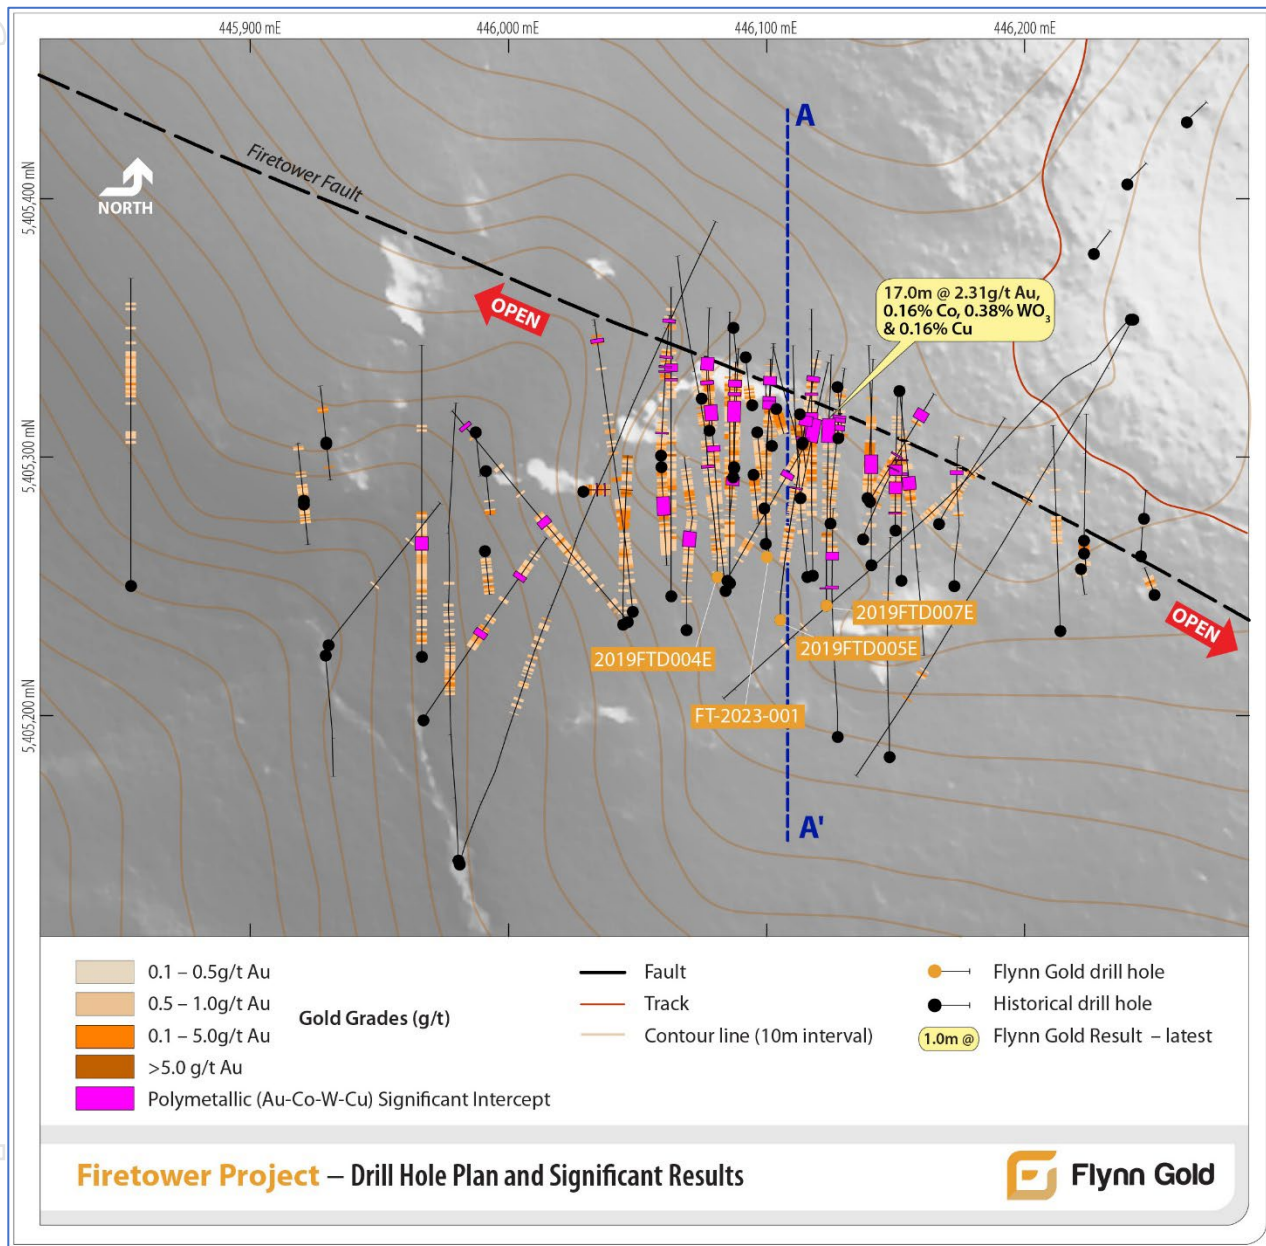 445,900 mE
446,000 mE
446,100 mE
446,200 mE
5,405,400 mN
5,405,300 mN
5,405,200 mN
Firetower Fault
NORTH
A
OPEN
17.0m @ 2.31g/t Au,
0.16% Co, 0.38% WO3
& 0.16% Cu
2019FTD007E
2019FTD005E
2019FTD004E
FT-2023-001
OPEN
A'
0.1 – 0.5g/t Au
0.5 – 1.0g/t Au
0.1 – 5.0g/t Au
>5.0 g/t Au
Polymetallic (Au-Co-W-Cu) Significant Intercept
Gold Grades (g/t)
Fault
Track
Contour line (10m interval)
Flynn Gold drill hole
Historical drill hole
1.0m @ Flynn Gold Result – latest
Firetower Project – Drill Hole Plan and Significant Results
Flynn Gold